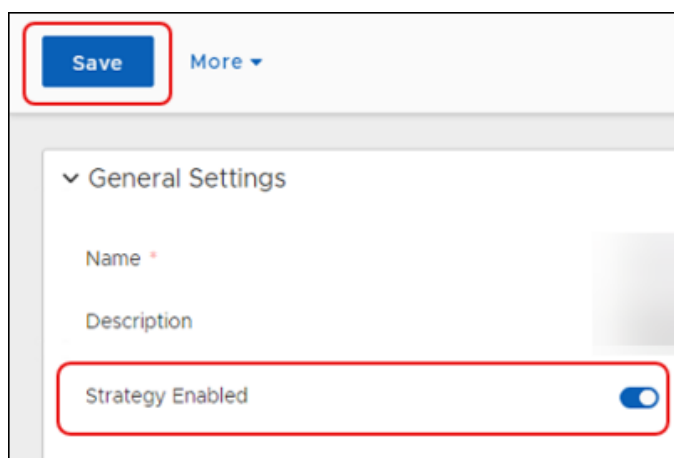 Save More
General Settings
Name *
Description
Strategy Enabled